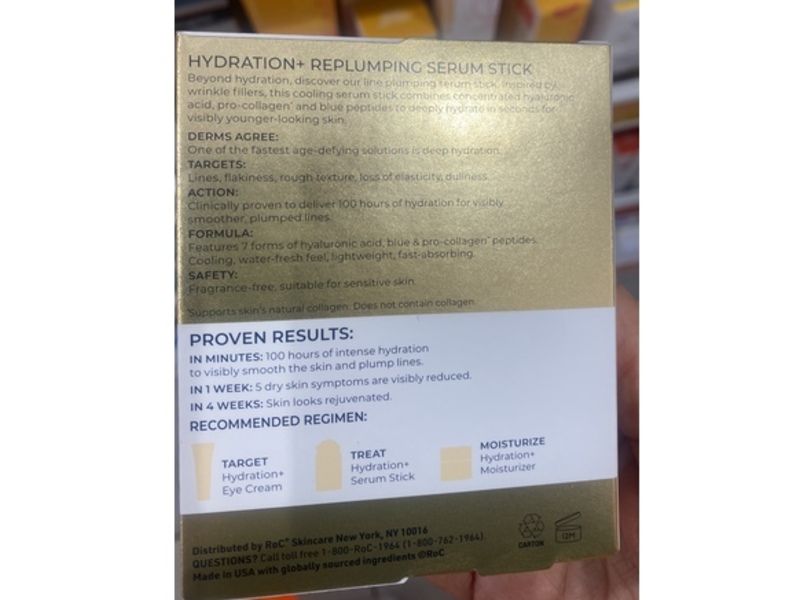 HYDRATION+ REPLUMPING SERUM STICK
Beyond hydration, discover our line plumping serum stick. Inspired by
wrinkle fillers, this cooling serum stick combines concentrated hyaluronic
acid, pro-collagen* and blue peptides to deeply hydrate in seconds for
visibly younger-looking skin.
DERMS AGREE:
One of the fastest age-defying solutions is deep hydration.
TARGETS:
Lines, flakiness, rough texture, loss of elasticity, dullness.
ACTION:
Clinically proven to deliver 100 hours of hydration for visibly
smoother, plumped lines.
FORMULA:
Features 7 forms of hyaluronic acid, blue & pro-collagen* peptides.
Cooling, water-fresh feel, lightweight, fast-absorbing.
SAFETY:
Fragrance-free, suitable for sensitive skin.
*Supports skin's natural collagen. Does not contain collagen.
PROVEN RESULTS:
IN MINUTES: 100 hours of intense hydration
to visibly smooth the skin and plump lines.
IN 1 WEEK: 5 dry skin symptoms are visibly reduced.
IN 4 WEEKS: Skin looks rejuvenated.
RECOMMENDED REGIMEN:
TARGET
Hydration+
Eye Cream
TREAT
Hydration+
Serum Stick
MOISTURIZE
Hydration+
Moisturizer
Distributed by RoC® Skincare New York, NY 10016
QUESTIONS? Call toll free 1-800-RoC-1964 (1-800-762-1964).
Made in USA with globally sourced ingredients ©RoC
CARTON
12M